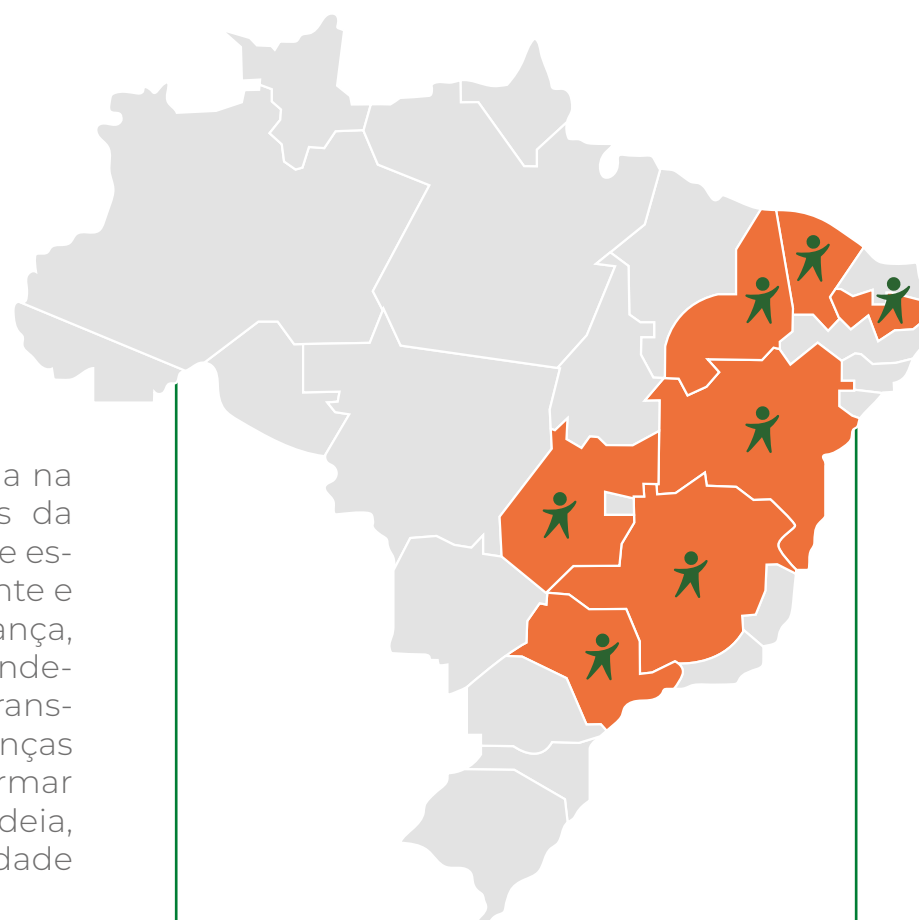 a na
s da
e es-
nte e
ança,
nde-
rans-
nças
rmar
deia,
dade